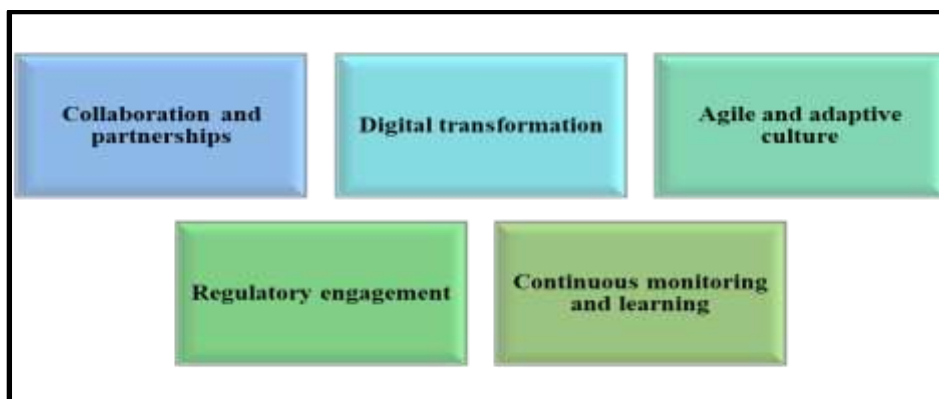 Collaboration and
partnerships
Digital transformation
Agile and adaptive
culture
Regulatory engagement
Continuous monitoring
and learning